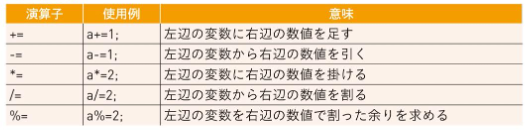 演算子 使用例 意味
+= a+=1; 左辺の変数に右辺の数値を足す
-= a-=1; 左辺の変数から右辺の数値を引く
*= a*=2; 左辺の変数に右辺の数値を掛ける
/= a/=2; 左辺の変数から右辺の数値を割る
%= a%=2; 左辺の変数を右辺の数値で割った余りを求める